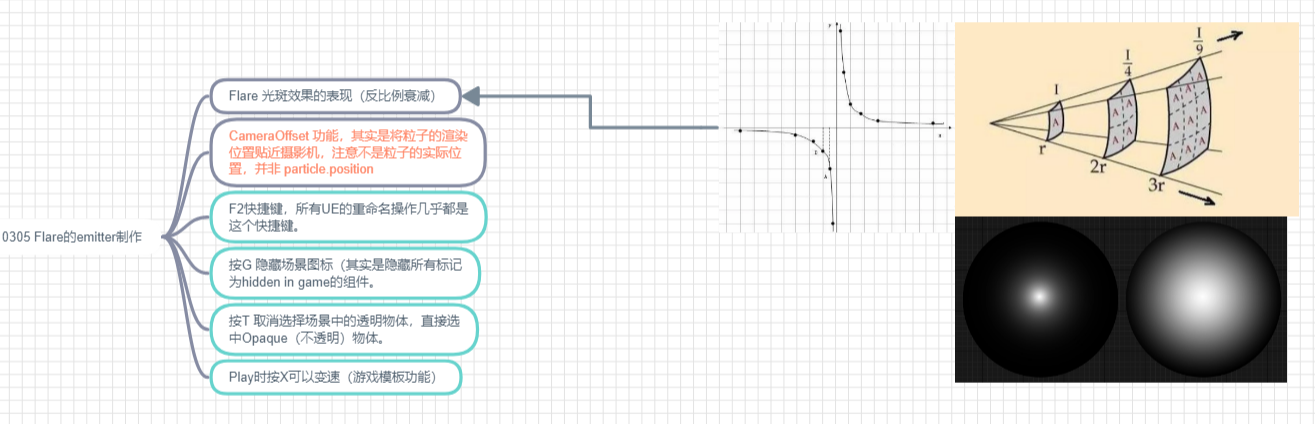 0305 Flare的emitter制作
Flare 光斑效果的表现（反比例衰减）
CameraOffset 功能，其实是将粒子的渲染
位置贴近摄影机，注意不是粒子的实际位
置，并非 particle.position
F2快捷键，所有UE的重命名操作几乎都是
这个快捷键。
按G 隐藏场景图标（其实是隐藏所有标记
为hidden in game的组件。
按T 取消选择场景中的透明物体，直接选
中Opaque（不透明）物体。
Play时按X可以变速（游戏模板功能）
I
I
4
I
9
A
A
A
A
A
A
A
A
A
A
A
A
A
A
r
2r
3r